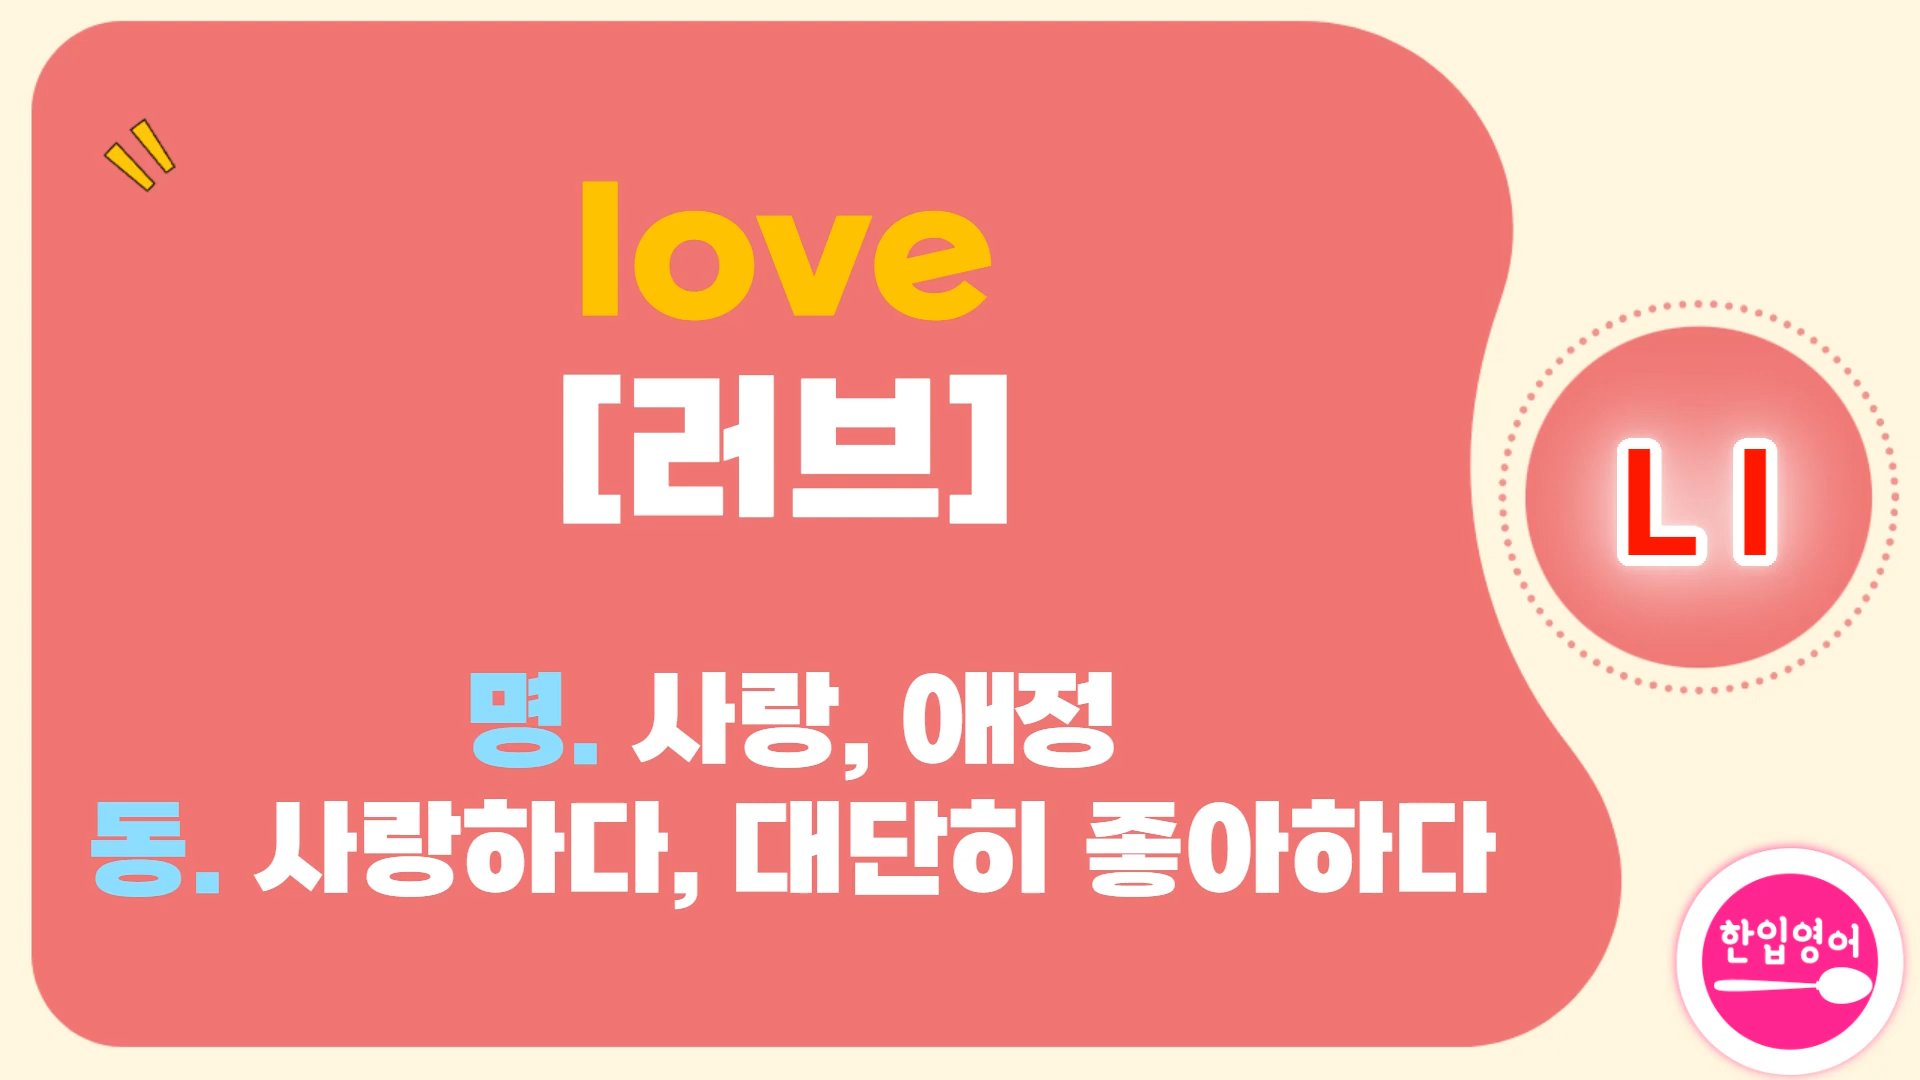 love
[러브]
명. 사랑, 애정
동. 사랑하다, 대단히 좋아하다
L l
한입영어